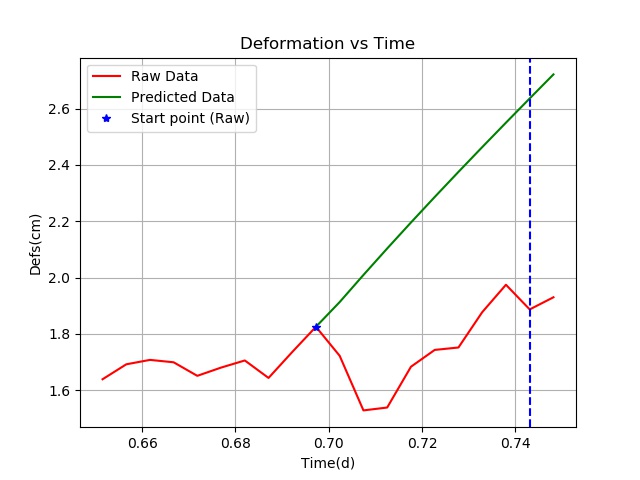 Deformation vs Time
Raw Data
Predicted Data
Start point (Raw)
Defs(cm)
2.6
2.4
2.2
2.0
1.8
1.6
0.66 0.68 0.70 0.72 0.74
Time(d)